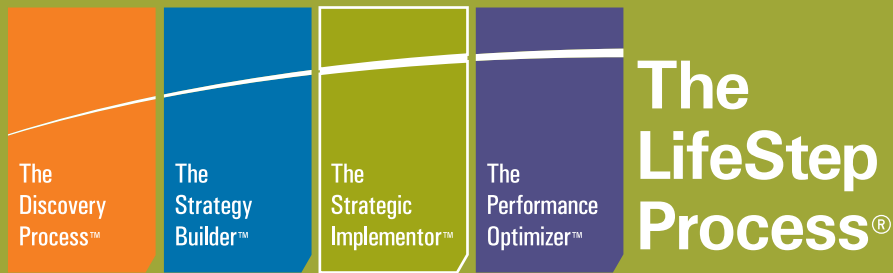 The
Discovery
Process™
The
Strategy
Builder™
The
Strategic
Implementor™
The
Performance
Optimizer™
The
LifeStep
Process®